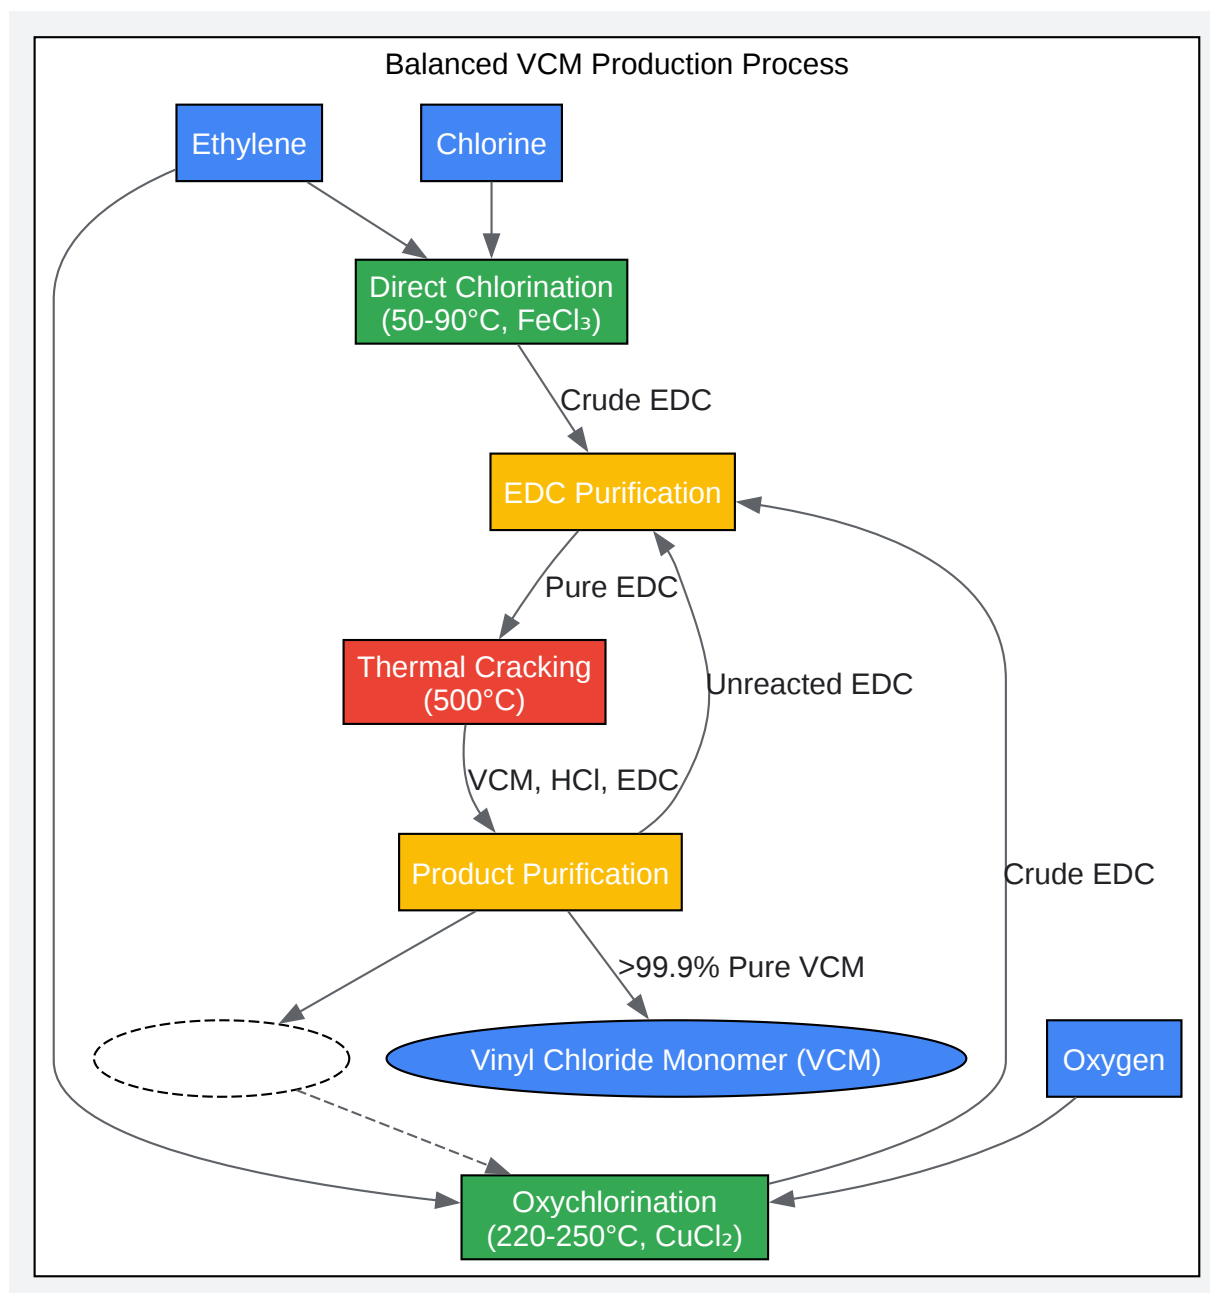 Balanced VCM Production Process
Ethylene
Chlorine
Direct Chlorination
(50-90°C, FeCl₃)
Crude EDC
EDC Purification
Pure EDC
Thermal Cracking
(500°C)
Unreacted EDC
VCM, HCl, EDC
Product Purification
Crude EDC
>99.9% Pure VCM
Vinyl Chloride Monomer (VCM)
Oxygen
Oxychlorination
(220-250°C, CuCl₂)